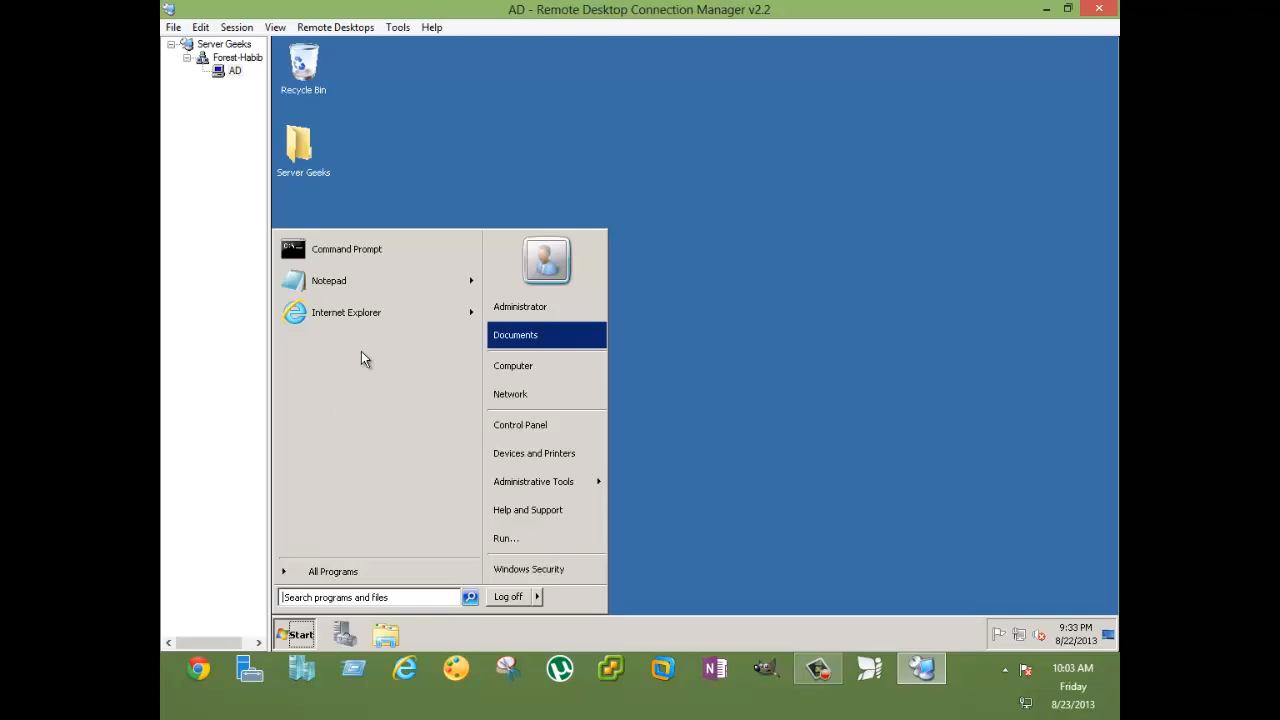 AD - Remote Desktop Connection Manager v2.2
File Edit Session View Remote Desktops Tools Help
Server Geeks
Forest-Habib
AD
Recycle Bin
Server Geeks
Command Prompt
Notepad
Internet Explorer
All Programs
Search programs and files
Administrator
Documents
Computer
Network
Control Panel
Devices and Printers
Administrative Tools
Help and Support
Run...
Windows Security
Log off
Start
9:33 PM
8/22/2013
10:03 AM
Friday
8/23/2013